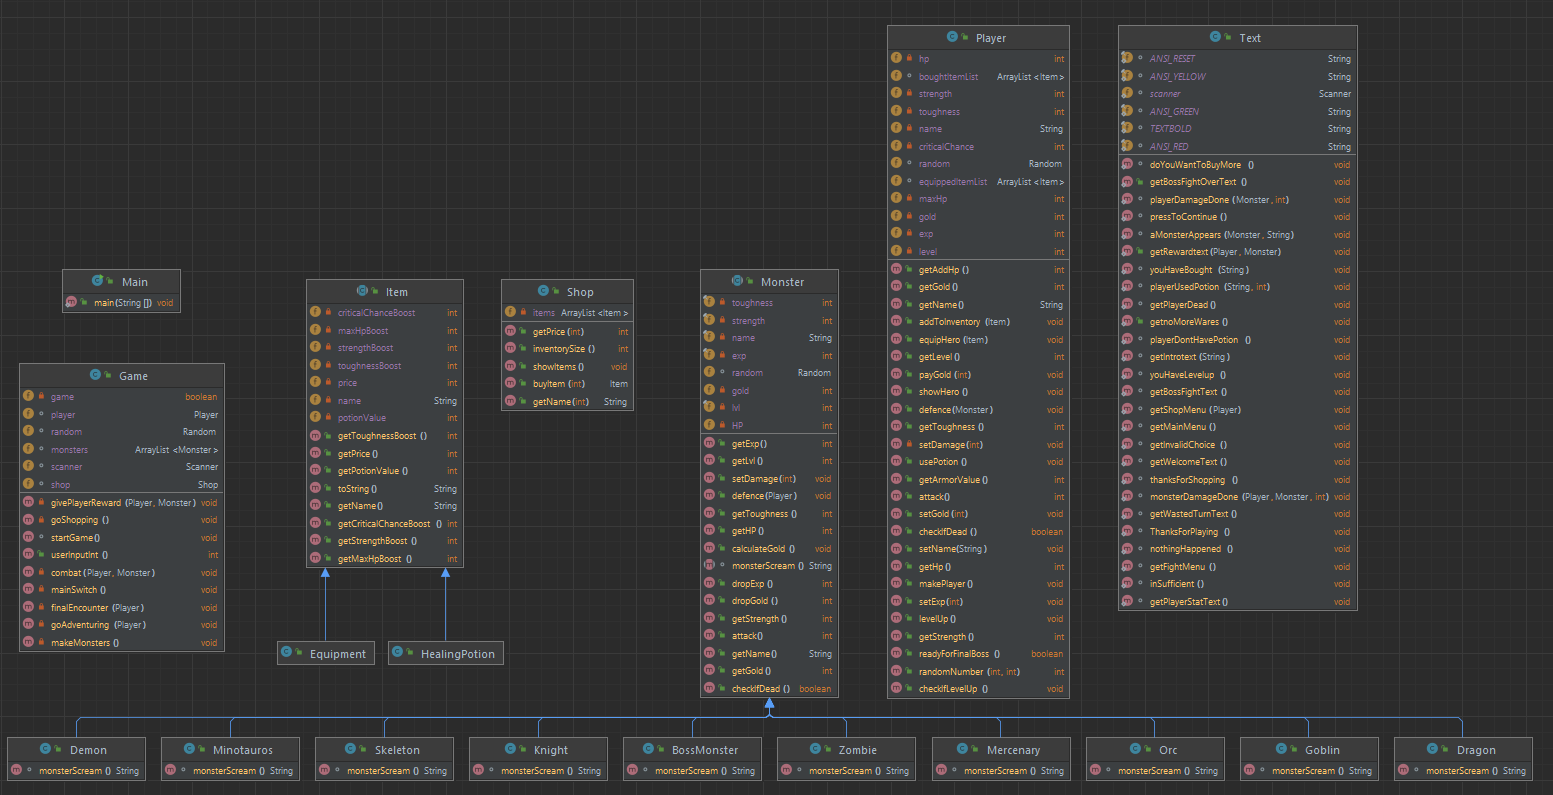 Main
main(String []) void
Game
game boolean
player Player
random Random
monsters ArrayList <Monster>
scanner Scanner
shop Shop
givePlayerReward (Player, Monster) void
goShopping () void
startGame() void
userInputInt () int
combat (Player, Monster) void
mainSwitch () void
finalEncounter (Player) void
goAdventuring (Player) void
makeMonsters () void
Item
criticalChanceBoost int
maxHpBoost int
strengthBoost int
toughnessBoost int
price int
name String
potionValue int
getToughnessBoost () int
getPrice () int
getPotionValue () int
toString () String
getName () String
getCriticalChanceBoost () int
getStrengthBoost () int
getMaxHpBoost () int
Equipment
HealingPotion
Shop
items ArrayList <Item>
getPrice (int) int
inventorySize () int
showItems () void
buyItem (int) Item
getName (int) String
Monster
toughness int
strength int
name String
exp int
random Random
gold int
lvl int
HP int
getExp () int
getLvl () int
setDamage (int) void
defence (Player) void
getToughness () int
getHP () int
calculateGold () void
monsterScream () String
dropExp () int
dropGold () int
getStrength () int
attack() int
getName () String
getGold () int
checkIfDead () boolean
Player
hp int
boughtItemList ArrayList <Item>
strength int
toughness int
name String
criticalChance int
random Random
equippedItemList ArrayList <Item>
maxHp int
gold int
exp int
level int
getAddHp () int
getGold () int
getName () String
addToInventory (Item) void
equipHero (Item) void
getLevel () int
payGold (int) void
showHero () void
defence (Monster) void
getToughness () int
setDamage (int) void
usePotion () void
getArmorValue () int
attack() int
setGold (int) void
checkIfDead () boolean
setName(String) void
getHp () int
makePlayer () void
setExp(int) void
levelUp () void
getStrength () int
readyForFinalBoss () boolean
randomNumber (int, int) int
checkIfLevelUp () void
Text
ANSI_RESET String
ANSI_YELLOW String
scanner Scanner
ANSI_GREEN String
TEXTBOLD String
ANSI_RED String
doYouWantToBuyMore () void
getBossFightOverText () void
playerDamageDone (Monster, int) void
pressToContinue () void
aMonsterAppears (Monster, String) void
getRewardtext (Player, Monster) void
youHaveBought (String) void
playerUsedPotion (String, int) void
getPlayerDead () void
getnoMoreWares () void
playerDontHavePotion () void
getIntrotext (String) void
youHaveLevelup () void
getBossFightText () void
getShopMenu (Player) void
getMainMenu () void
getInvalidChoice () void
getWelcomeText () void
thanksForShopping () void
monsterDamageDone (Player, Monster, int) void
getWastedTurnText () void
ThanksForPlaying () void
nothingHappened () void
getFightMenu () void
inSufficient () void
getPlayerStatText () void
Demon
monsterScream () String
Minotauros
monsterScream () String
Skeleton
monsterScream () String
Knight
monsterScream () String
BossMonster
monsterScream () String
Zombie
monsterScream () String
Mercenary
monsterScream () String
Orc
monsterScream () String
Goblin
monsterScream () String
Dragon
monsterScream () String